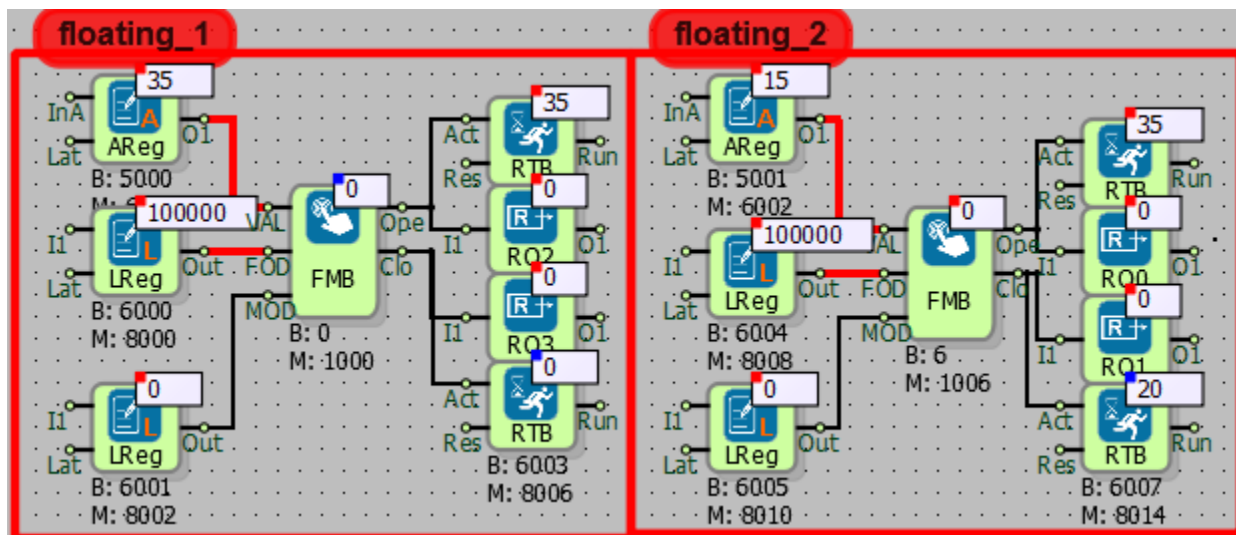 floating_1
35
InA
O1
Lat
AReg
B: 5000
100000
I1
Out
Lat
LReg
B: 6000
M: 8000
0
I1
Out
Lat
LReg
B: 6001
M: 8002
0
VAL
Ope
FOD
Clo
FMB
MOD
B: 0
M: 1000
35
Act
Run
Res
RTB
0
I1
O1
RO2
0
I1
O1
RO3
0
Act
Run
Res
RTB
B: 6003
M: 8006
floating_2
15
InA
O1
Lat
AReg
B: 5001
M: 6002
100000
I1
Out
Lat
LReg
B: 6004
M: 8008
0
I1
Out
Lat
LReg
B: 6005
M: 8010
0
Ope
FOD
Clo
FMB
MOD
B: 6
M: 1006
35
Act
Run
Res
RTB
0
I1
O1
RO0
0
I1
O1
RO1
20
Act
Run
Res
RTB
B: 6007
M: 8014